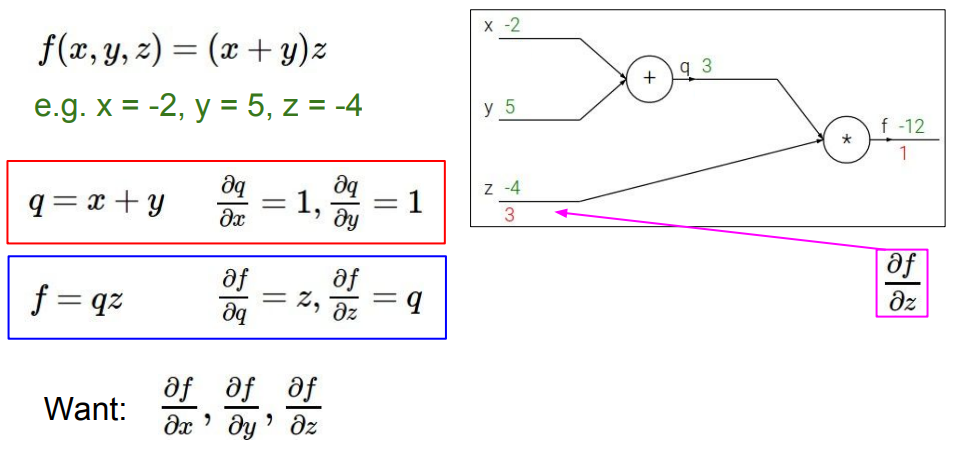 f(x, y, z) = (x + y)z
e.g. x = -2, y = 5, z = -4
q = x + y   ∂q/∂x = 1, ∂q/∂y = 1
f = qz   ∂f/∂q = z, ∂f/∂z = q
Want: ∂f/∂x, ∂f/∂y, ∂f/∂z
x -2
+
q 3
y 5
*
f -12
1
z -4
3
∂f/∂z